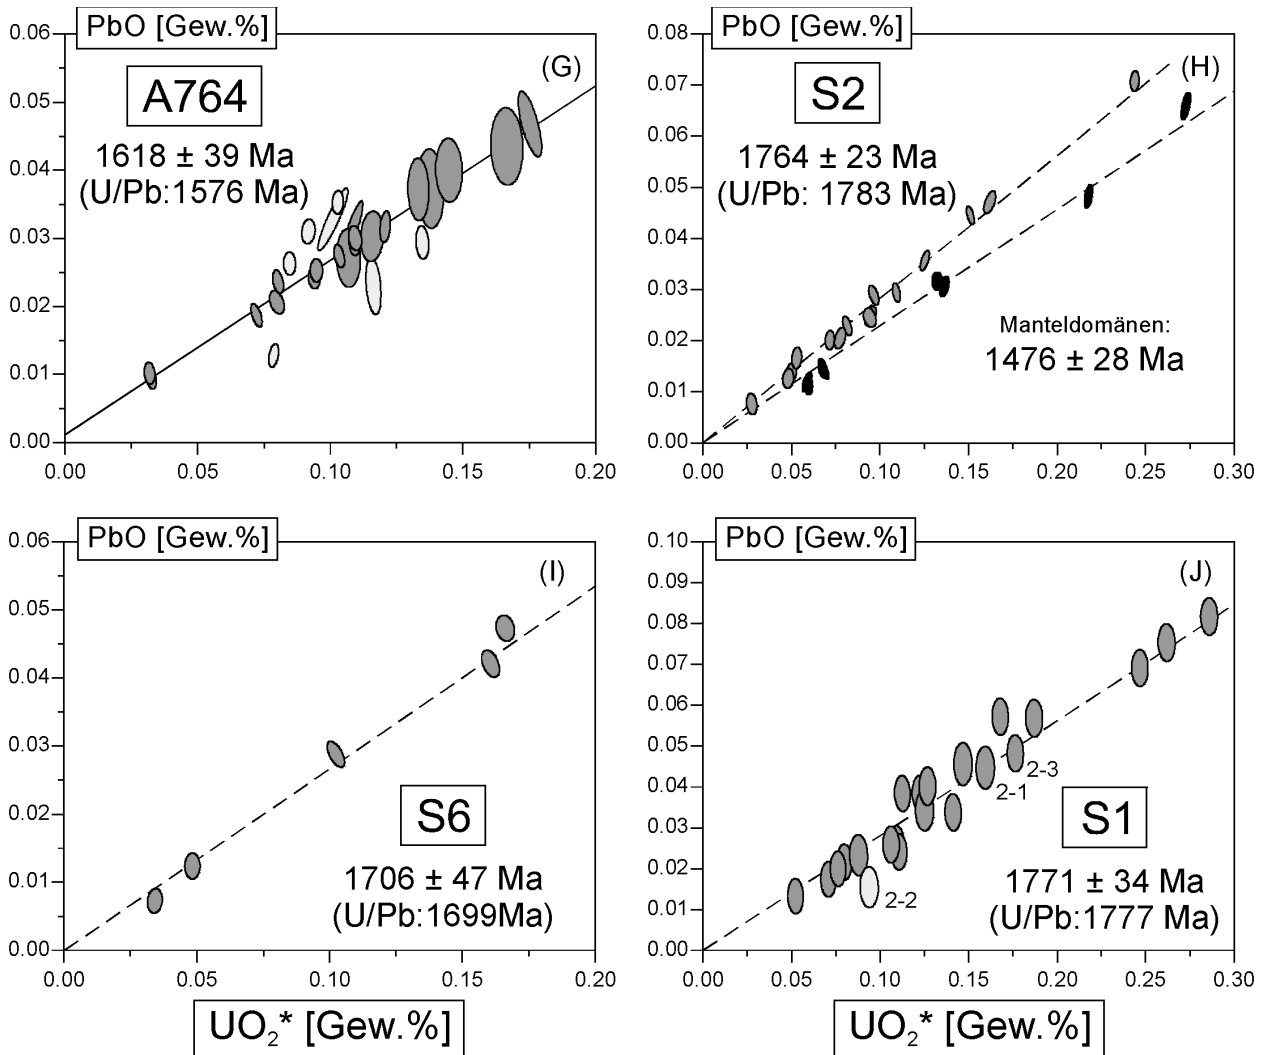 PbO [Gew.%]
(G)
A764
1618 ± 39 Ma
(U/Pb:1576 Ma)
0.06
0.05
0.04
0.03
0.02
0.01
0.00
0.00 0.05 0.10 0.15 0.20
PbO [Gew.%]
(H)
S2
1764 ± 23 Ma
(U/Pb: 1783 Ma)
Manteldomänen:
1476 ± 28 Ma
0.08
0.07
0.06
0.05
0.04
0.03
0.02
0.01
0.00
0.00 0.05 0.10 0.15 0.20 0.25 0.30
PbO [Gew.%]
(I)
S6
1706 ± 47 Ma
(U/Pb:1699Ma)
0.06
0.05
0.04
0.03
0.02
0.01
0.00
0.00 0.05 0.10 0.15 0.20
UO₂* [Gew.%]
PbO [Gew.%]
(J)
2-3
2-1
S1
1771 ± 34 Ma
2-2
(U/Pb:1777 Ma)
0.10
0.09
0.08
0.07
0.06
0.05
0.04
0.03
0.02
0.01
0.00
0.00 0.05 0.10 0.15 0.20 0.25 0.30
UO₂* [Gew.%]